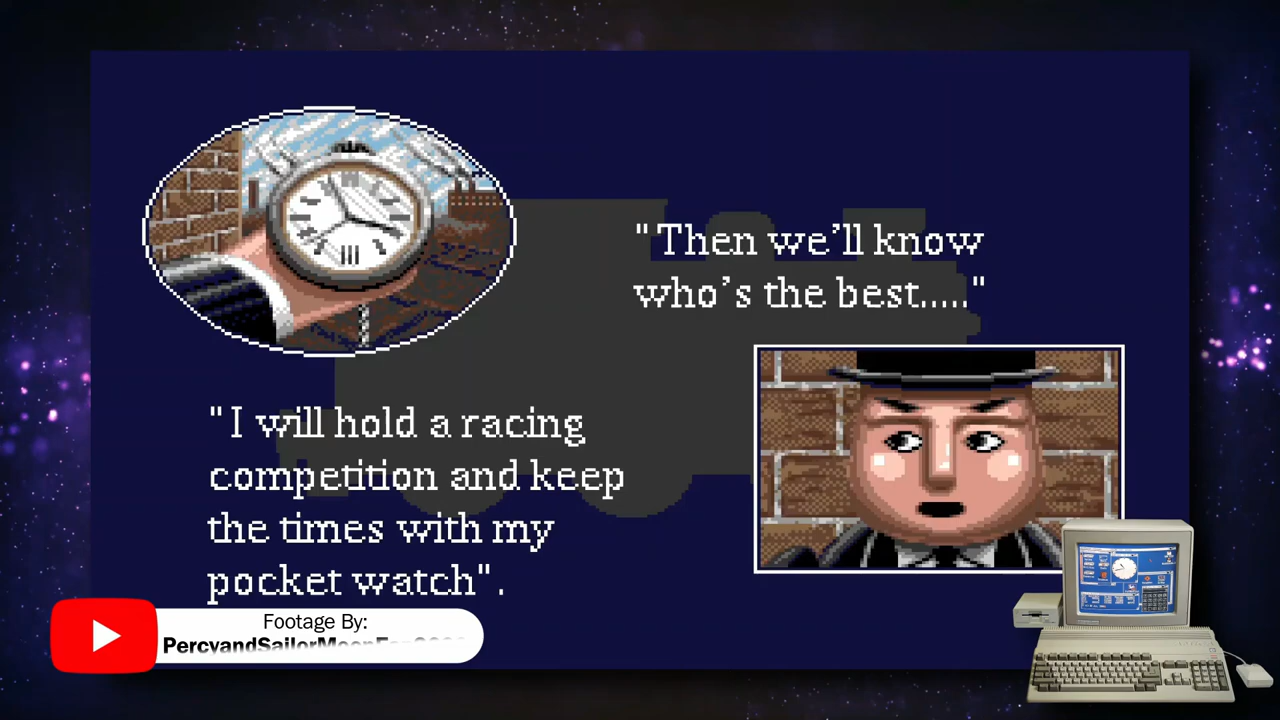 "Then we'll know
who's the best....."
"I will hold a racing
competition and keep
the times with my
pocket watch".
Footage By: